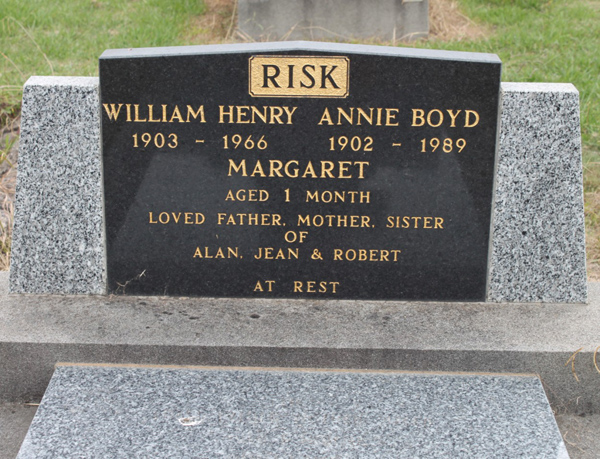 RISK
WILLIAM HENRY ANNIE BOYD
1903 - 1966 1902 - 1989
MARGARET
AGED 1 MONTH
LOVED FATHER, MOTHER, SISTER
OF
ALAN, JEAN & ROBERT
AT REST